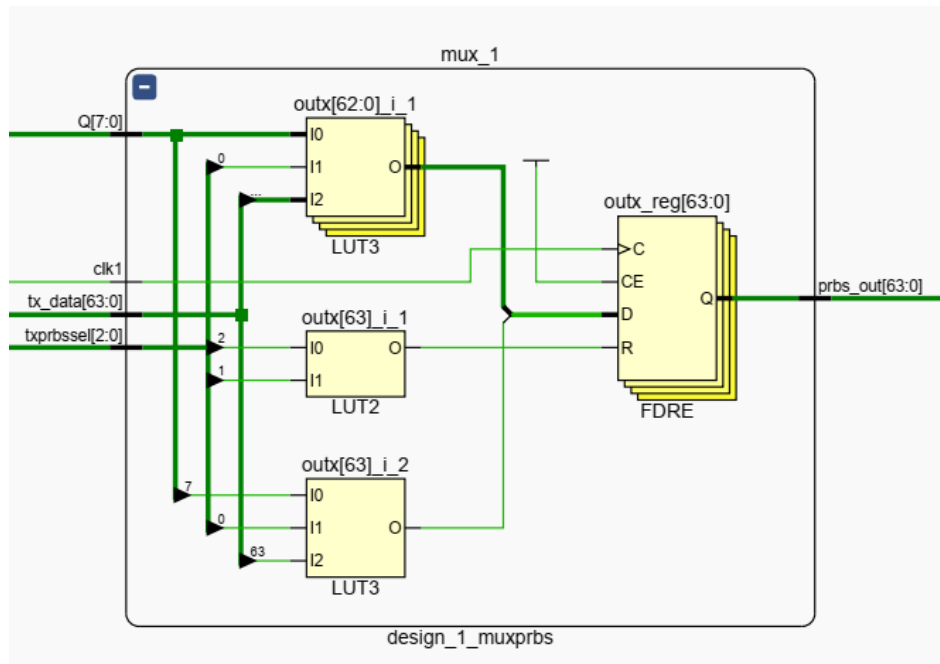 mux_1
−
Q[7:0]
outx[62:0]_i_1
I0
0
I1
O
...
I2
LUT3
outx_reg[63:0]
C
clk1
CE
Q
prbs_out[63:0]
tx_data[63:0]
D
txprbssel[2:0]
outx[63]_i_1
2
I0
O
R
1
I1
LUT2
FDRE
outx[63]_i_2
7
I0
0
I1
O
63
I2
LUT3
design_1_muxprbs